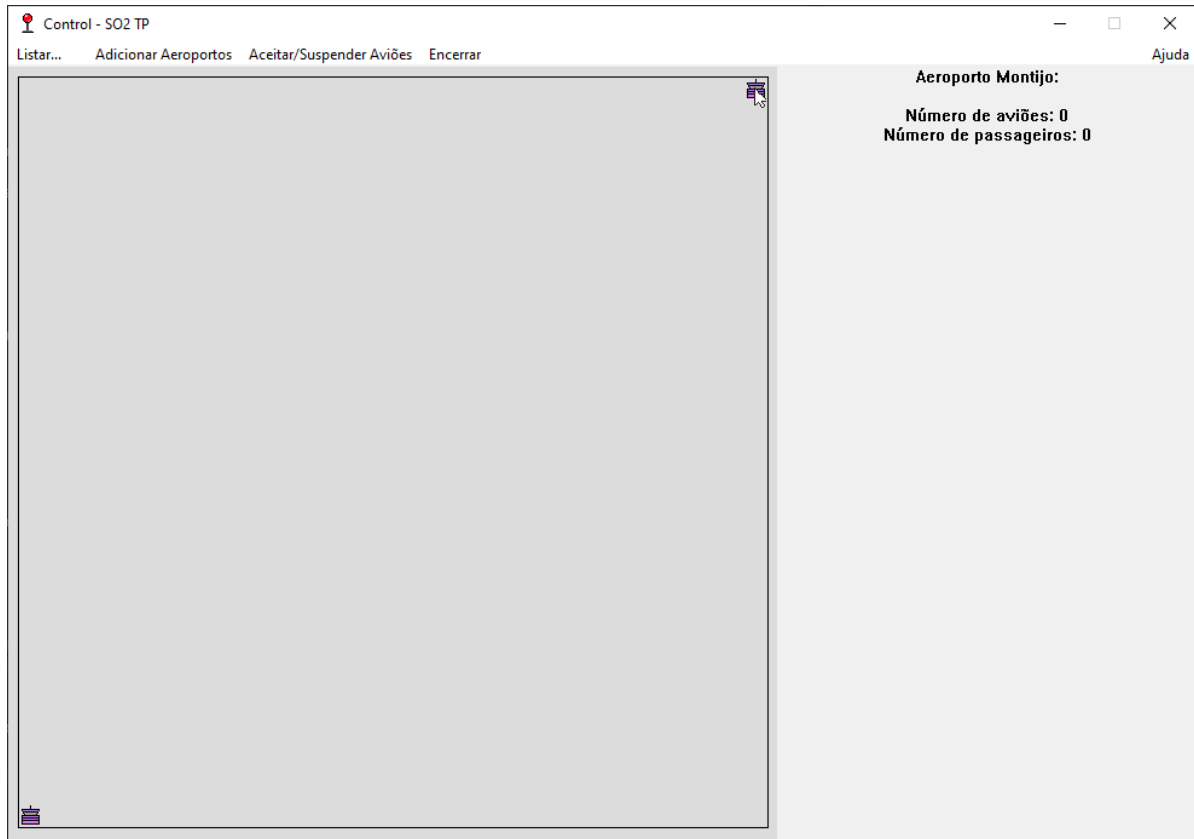 Control - SO2 TP
Listar... Adicionar Aeroportos Aceitar/Suspender Aviões Encerrar Ajuda
Aeroporto Montijo:
Número de aviões: 0
Número de passageiros: 0